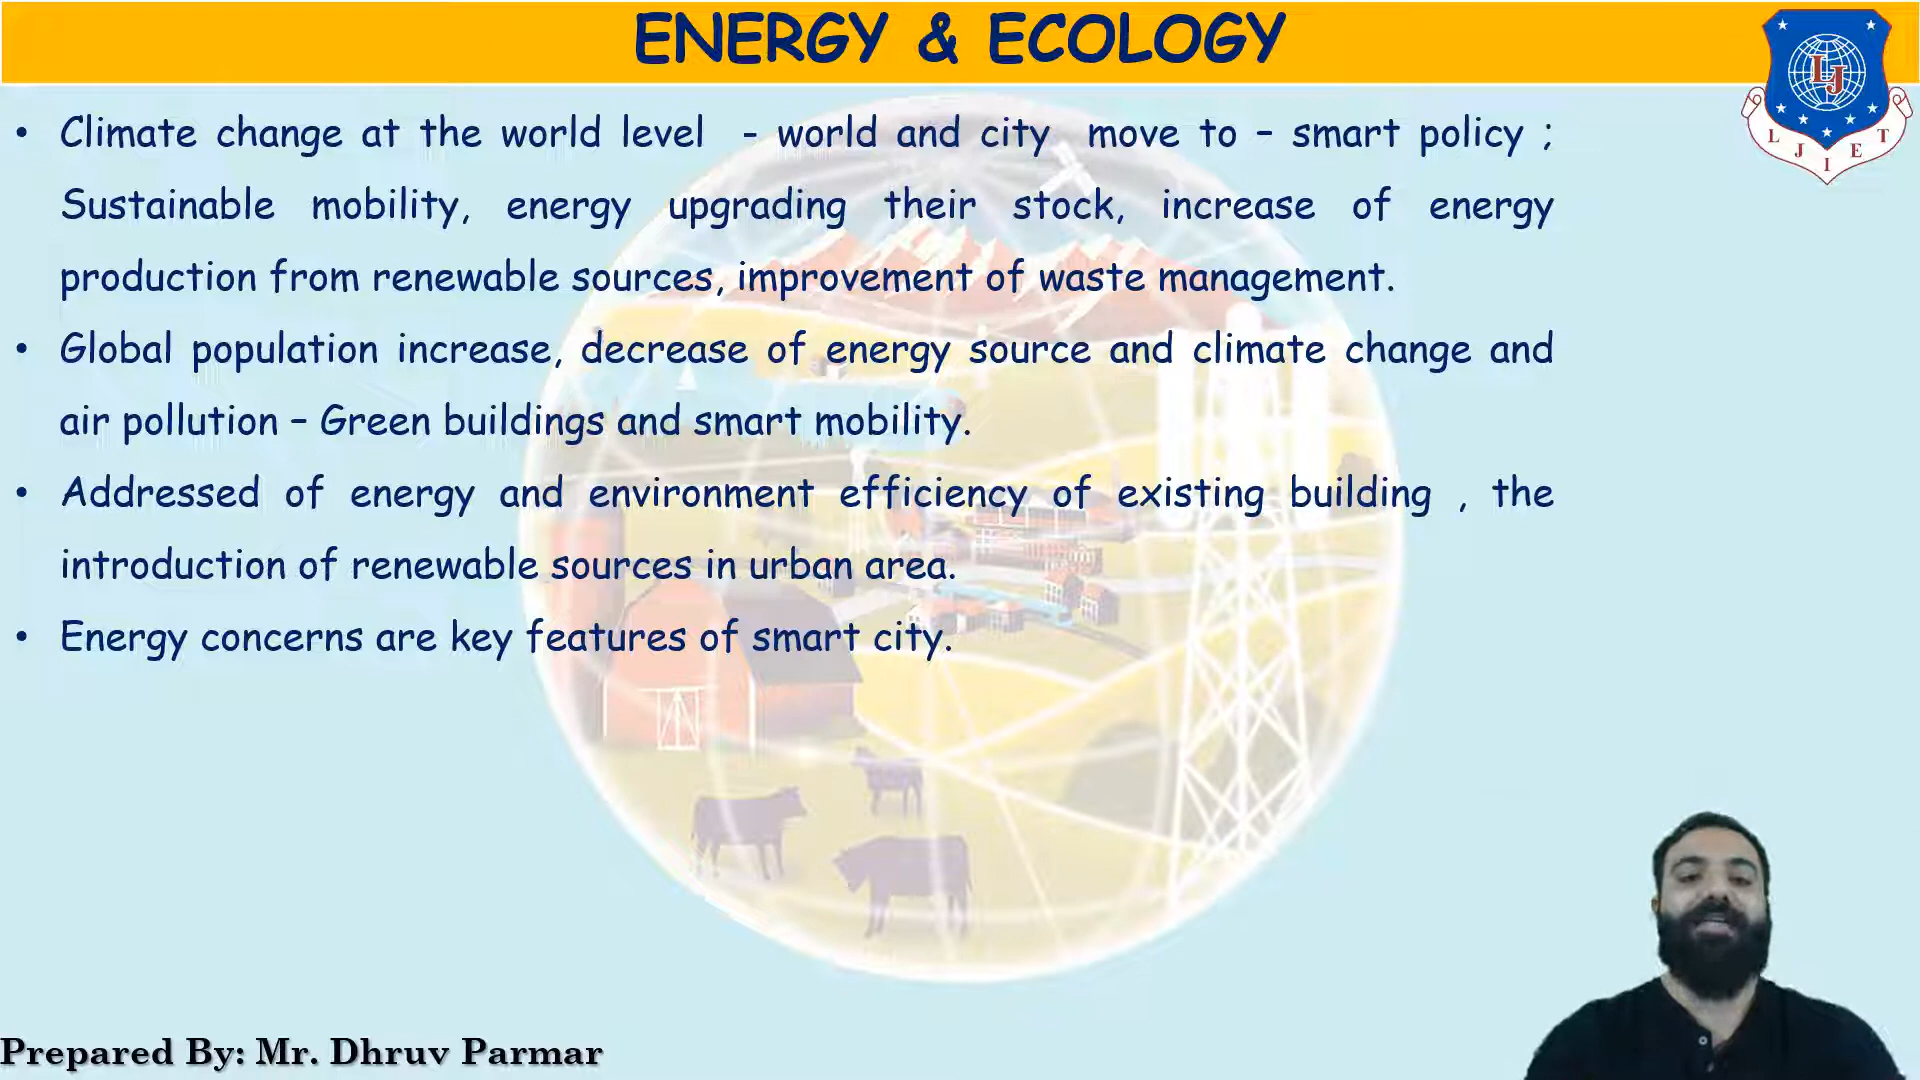 ENERGY & ECOLOGY
• Climate change at the world level - world and city move to – smart policy ;
Sustainable mobility, energy upgrading their stock, increase of energy
production from renewable sources, improvement of waste management.
• Global population increase, decrease of energy source and climate change and
air pollution – Green buildings and smart mobility.
• Addressed of energy and environment efficiency of existing building , the
introduction of renewable sources in urban area.
• Energy concerns are key features of smart city.
LJ
L J I E T
Prepared By: Mr. Dhruv Parmar